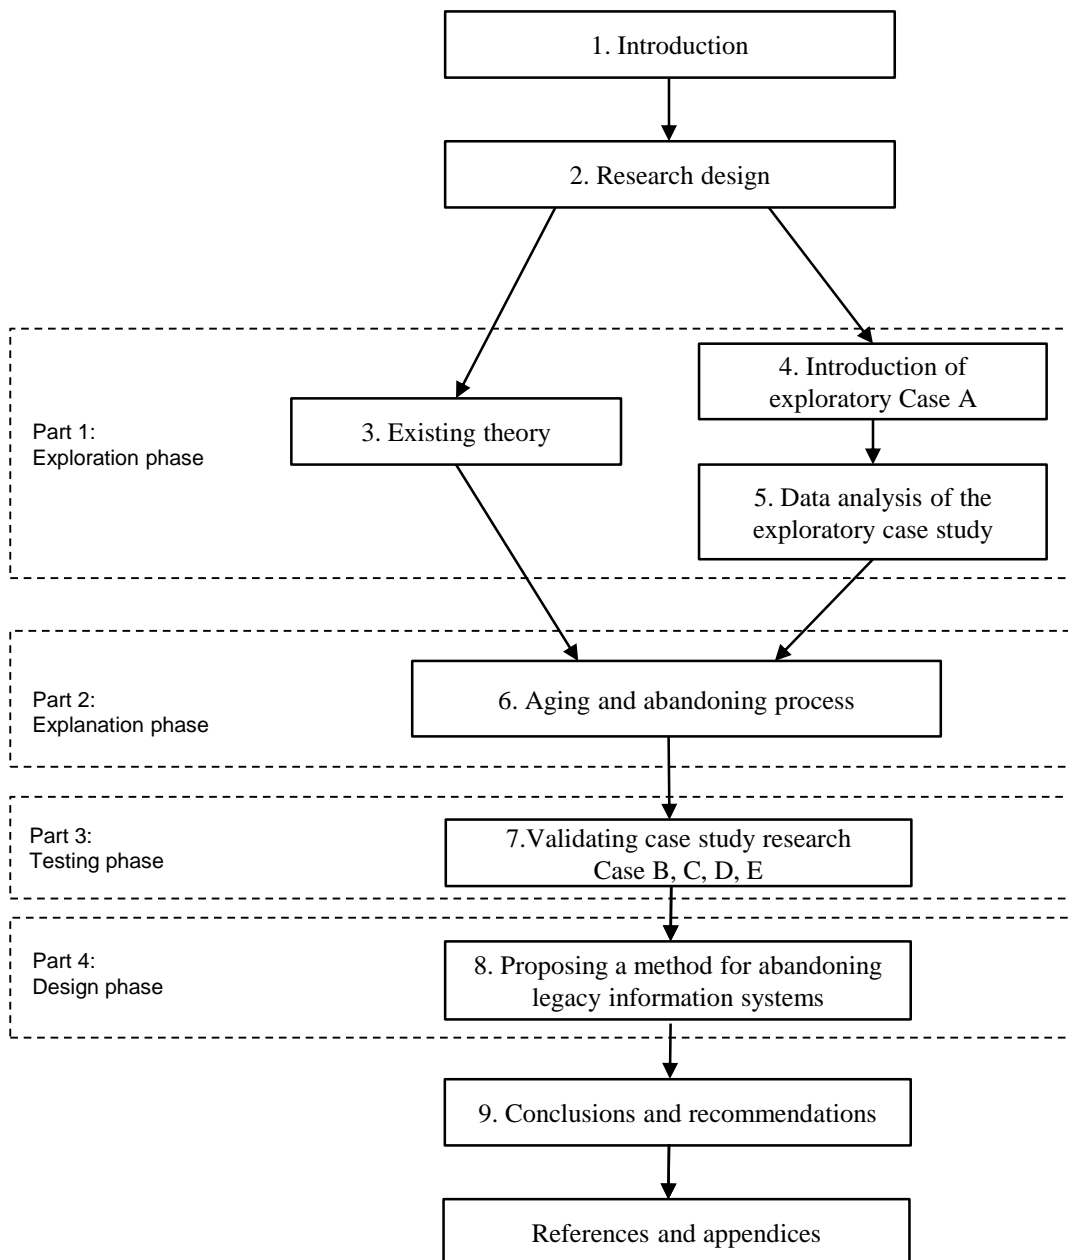 1. Introduction
2. Research design
Part 1:
Exploration phase
3. Existing theory
4. Introduction of
exploratory Case A
5. Data analysis of the
exploratory case study
Part 2:
Explanation phase
6. Aging and abandoning process
Part 3:
Testing phase
7.Validating case study research
Case B, C, D, E
Part 4:
Design phase
8. Proposing a method for abandoning
legacy information systems
9. Conclusions and recommendations
References and appendices